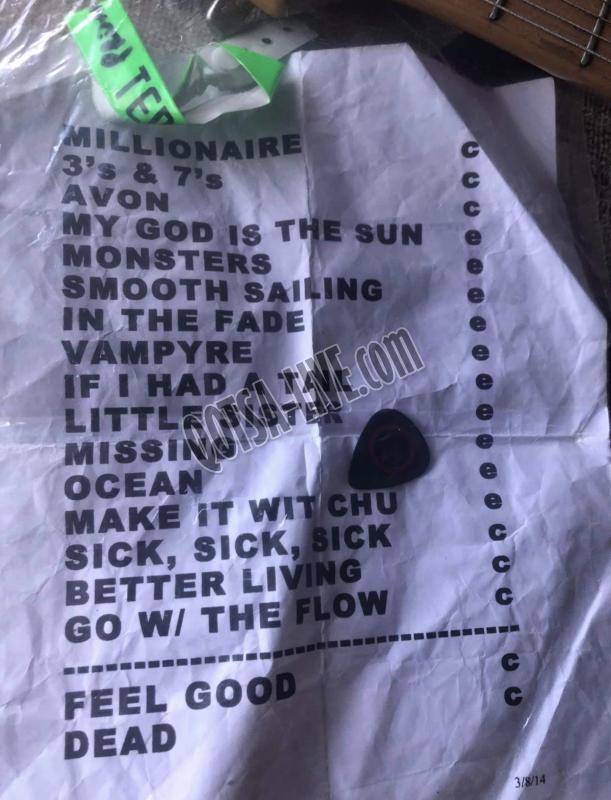 TER
MILLIONAIRE c
3's & 7's c
AVON c
MY GOD IS THE SUN e
MONSTERS e
SMOOTH SAILING e
IN THE FADE e
VAMPYRE e
IF I HAD A e
LITTLE SISTER e
e
OCEAN e
MAKE IT WIT CHU e
SICK, SICK, SICK c
BETTER LIVING c
GO W/ THE FLOW c
FEEL GOOD c
DEAD c
3/8/14
QOTSA-LIVE.com